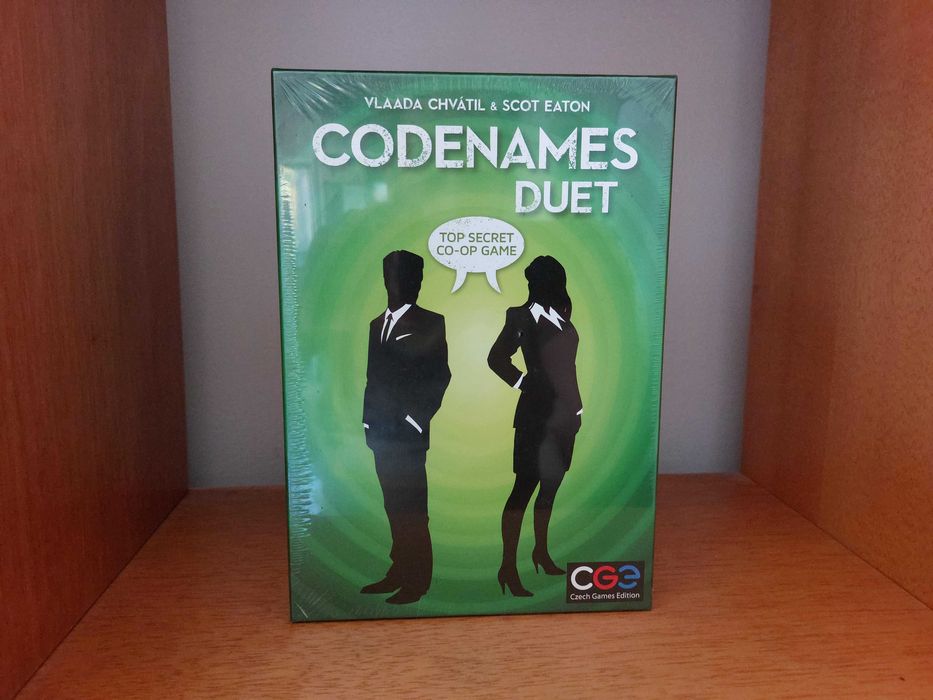 VLAADA CHVÁTIL & SCOT EATON
CODENAMES
DUET
TOP SECRET
CO-OP GAME
CGE
Czech Games Edition